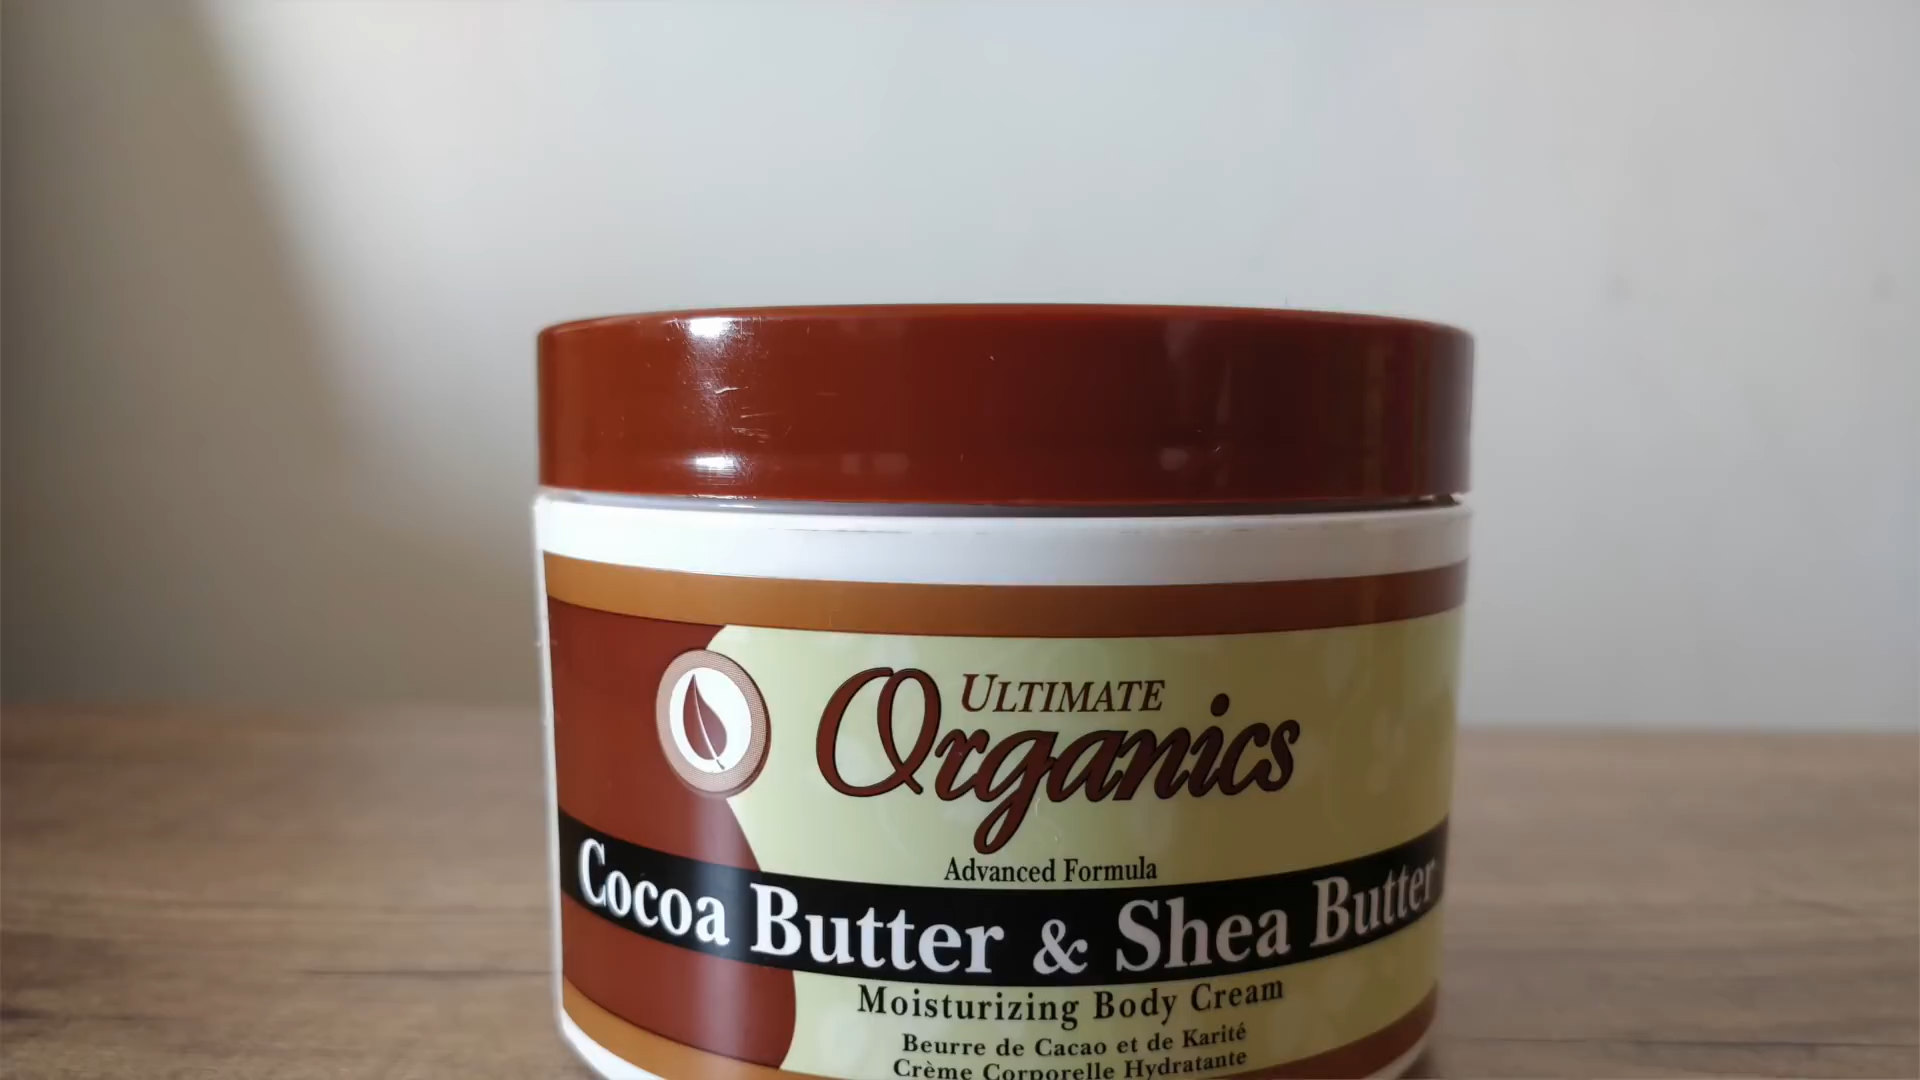 ULTIMATE
Organics
Advanced Formula
Cocoa Butter & Shea Butter
Moisturizing Body Cream
Beurre de Cacao et de Karité
Crème Corporelle Hydratante